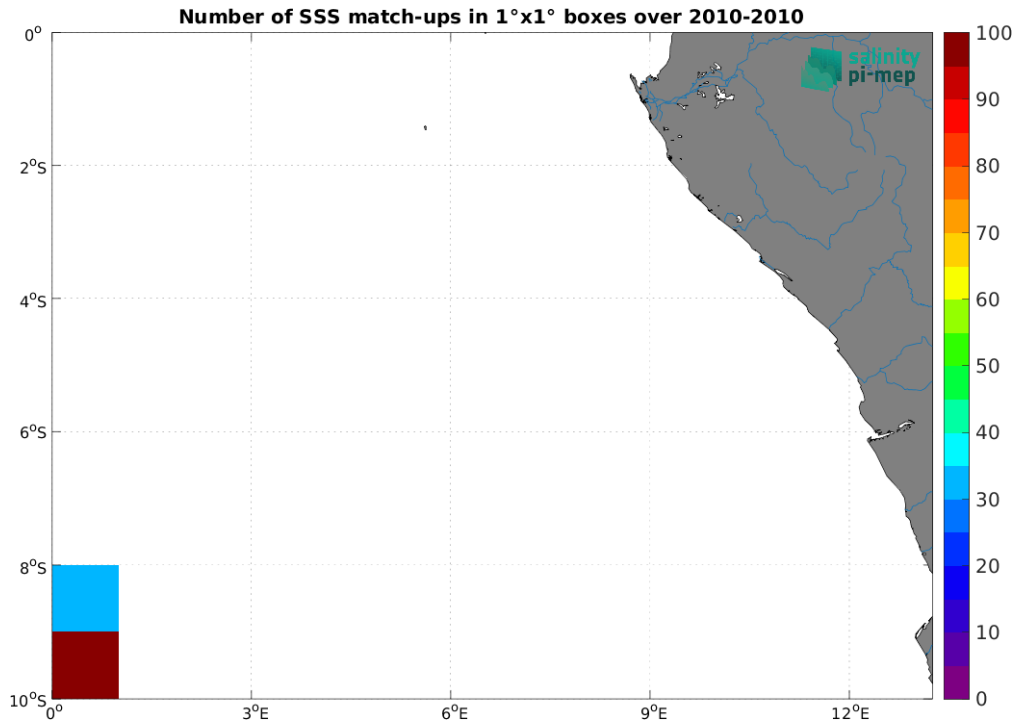 Number of SSS match-ups in 1°x1° boxes over 2010-2010
salinity
pi-mep
0°
2°S
4°S
6°S
8°S
10°S
0°
3°E
6°E
9°E
12°E
100
90
80
70
60
50
40
30
20
10
0